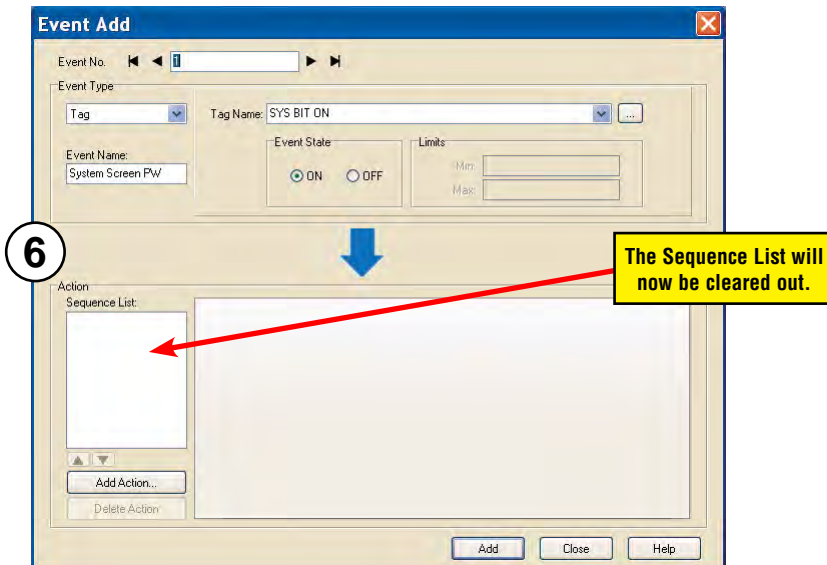 Event Add
Event No. 1
Event Type
Tag
Tag Name: SYS BIT ON
...
Event Name:
System Screen PW
Event State
ON OFF
Limits
Min:
Max:
6
The Sequence List will
now be cleared out.
Action
Sequence List:
Add Action...
Delete Action
Add Close Help